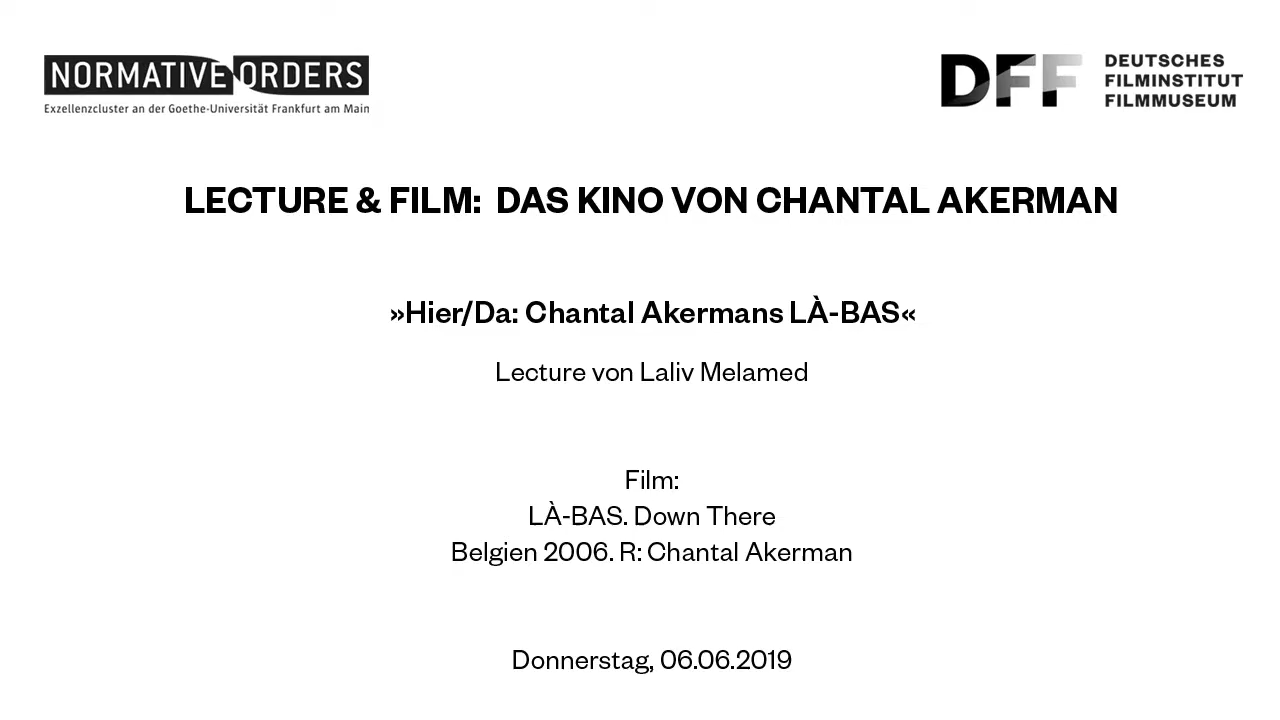 NORMATIVE ORDERS
Exzellenzcluster an der Goethe-Universität Frankfurt am Main
DFF
DEUTSCHES
FILMINSTITUT
FILMMUSEUM
LECTURE & FILM: DAS KINO VON CHANTAL AKERMAN
»Hier/Da: Chantal Akermans LÀ-BAS«
Lecture von Laliv Melamed
Film:
LÀ-BAS. Down There
Belgien 2006. R: Chantal Akerman
Donnerstag, 06.06.2019